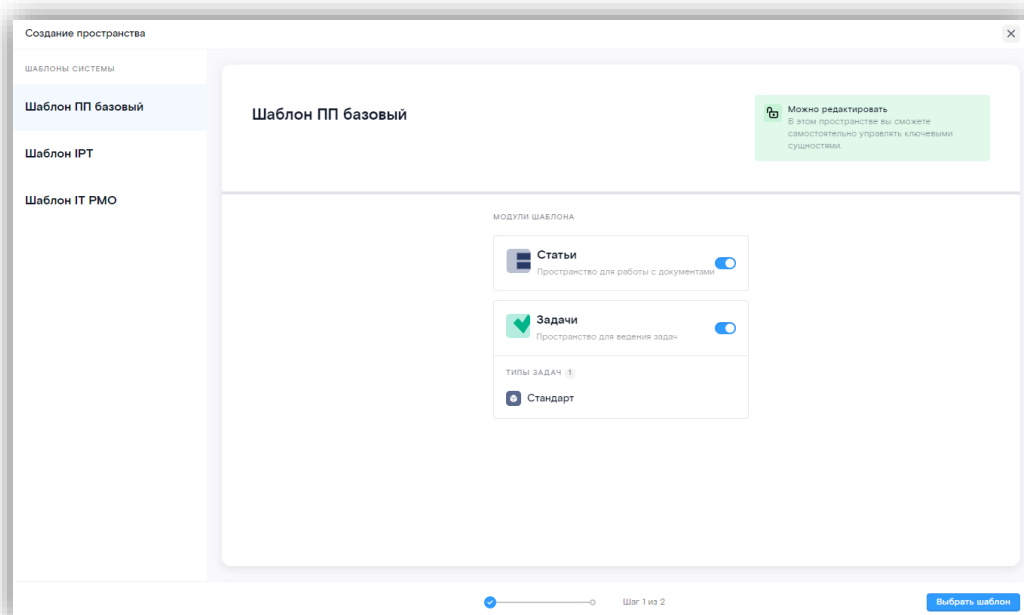 Создание пространства
ШАБЛОНЫ СИСТЕМЫ
Шаблон ПП базовый
Шаблон IPT
Шаблон IT PMO
Шаблон ПП базовый
Можно редактировать
В этом пространстве вы сможете
самостоятельно управлять ключевыми
сущностями.
МОДУЛИ ШАБЛОНА
Статьи
Пространство для работы с документами
Задачи
Пространство для ведения задач
ТИПЫ ЗАДАЧ 1
Стандарт
Шаг 1 из 2
Выбрать шаблон